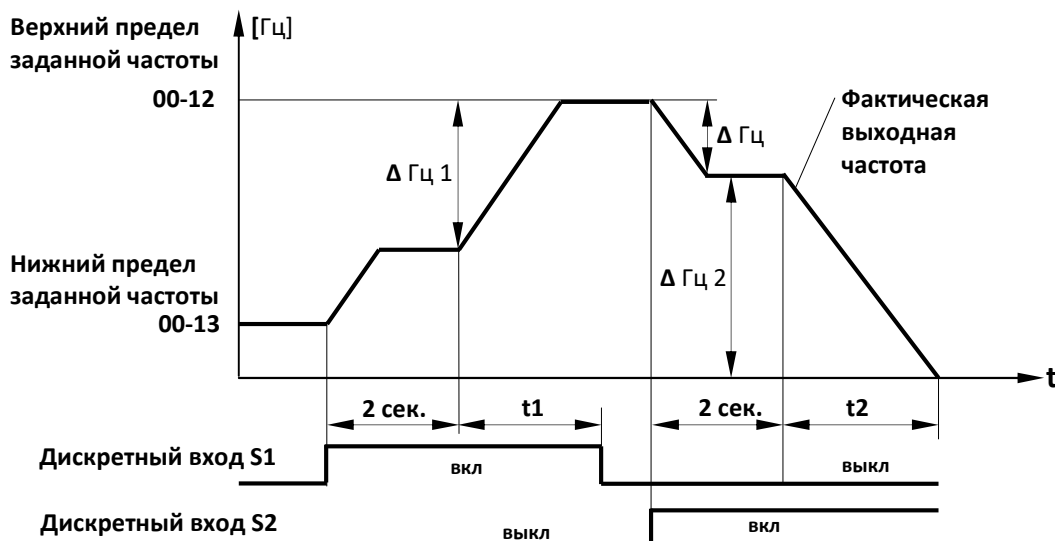 Верхний предел
заданной частоты
00-12
[Гц]
Δ Гц 1
Δ Гц
Фактическая
выходная
частота
Δ Гц 2
Нижний предел
заданной частоты
00-13
t
2 сек.
t1
2 сек.
t2
Дискретный вход S1
вкл
выкл
Дискретный вход S2
выкл
вкл